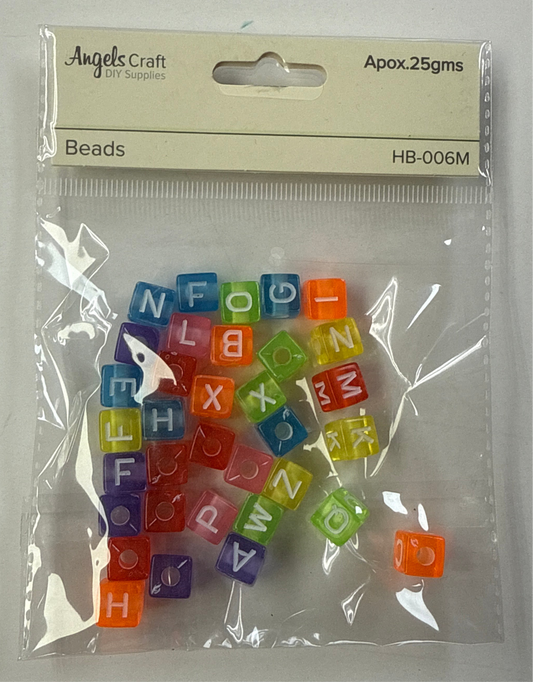 Angels Craft
DIY Supplies
Apox.25gms
Beads
HB-006M
N F O G I
L B N
E X X M M
F H K K
F Z
P W O
A
H